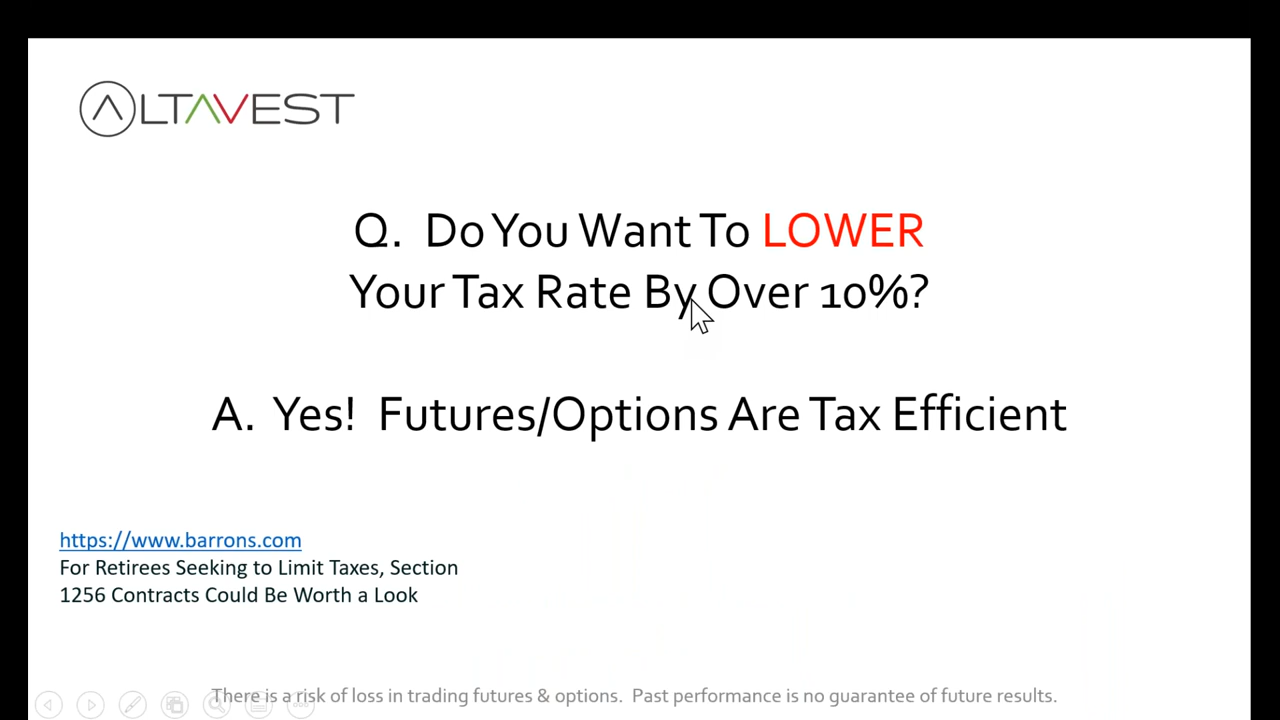 ALTAVEST
Q. Do You Want To LOWER
Your Tax Rate By Over 10%?
A. Yes! Futures/Options Are Tax Efficient
https://www.barrons.com
For Retirees Seeking to Limit Taxes, Section
1256 Contracts Could Be Worth a Look
There is a risk of loss in trading futures & options. Past performance is no guarantee of future results.